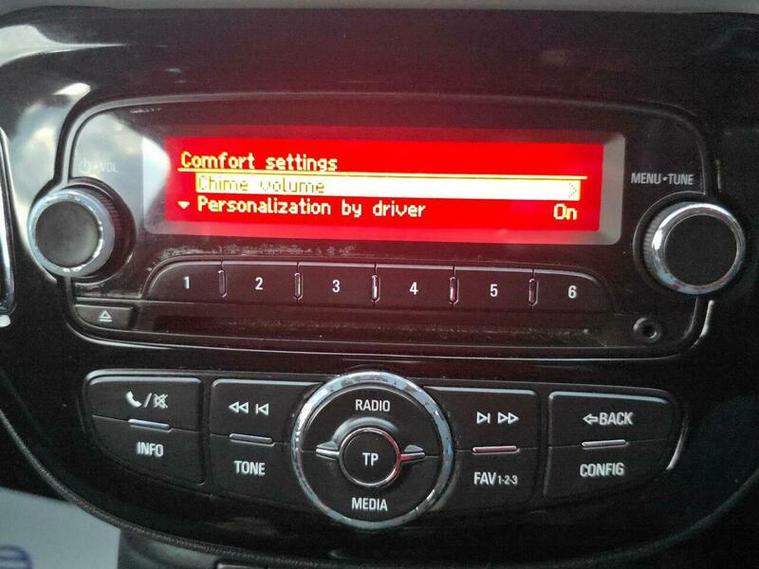 Comfort settings
Chime volume
Personalization by driver On
VOL
MENU-TUNE
1 2 3 4 5 6
RADIO
BACK
INFO TONE TP FAV1-2-3 CONFIG
MEDIA